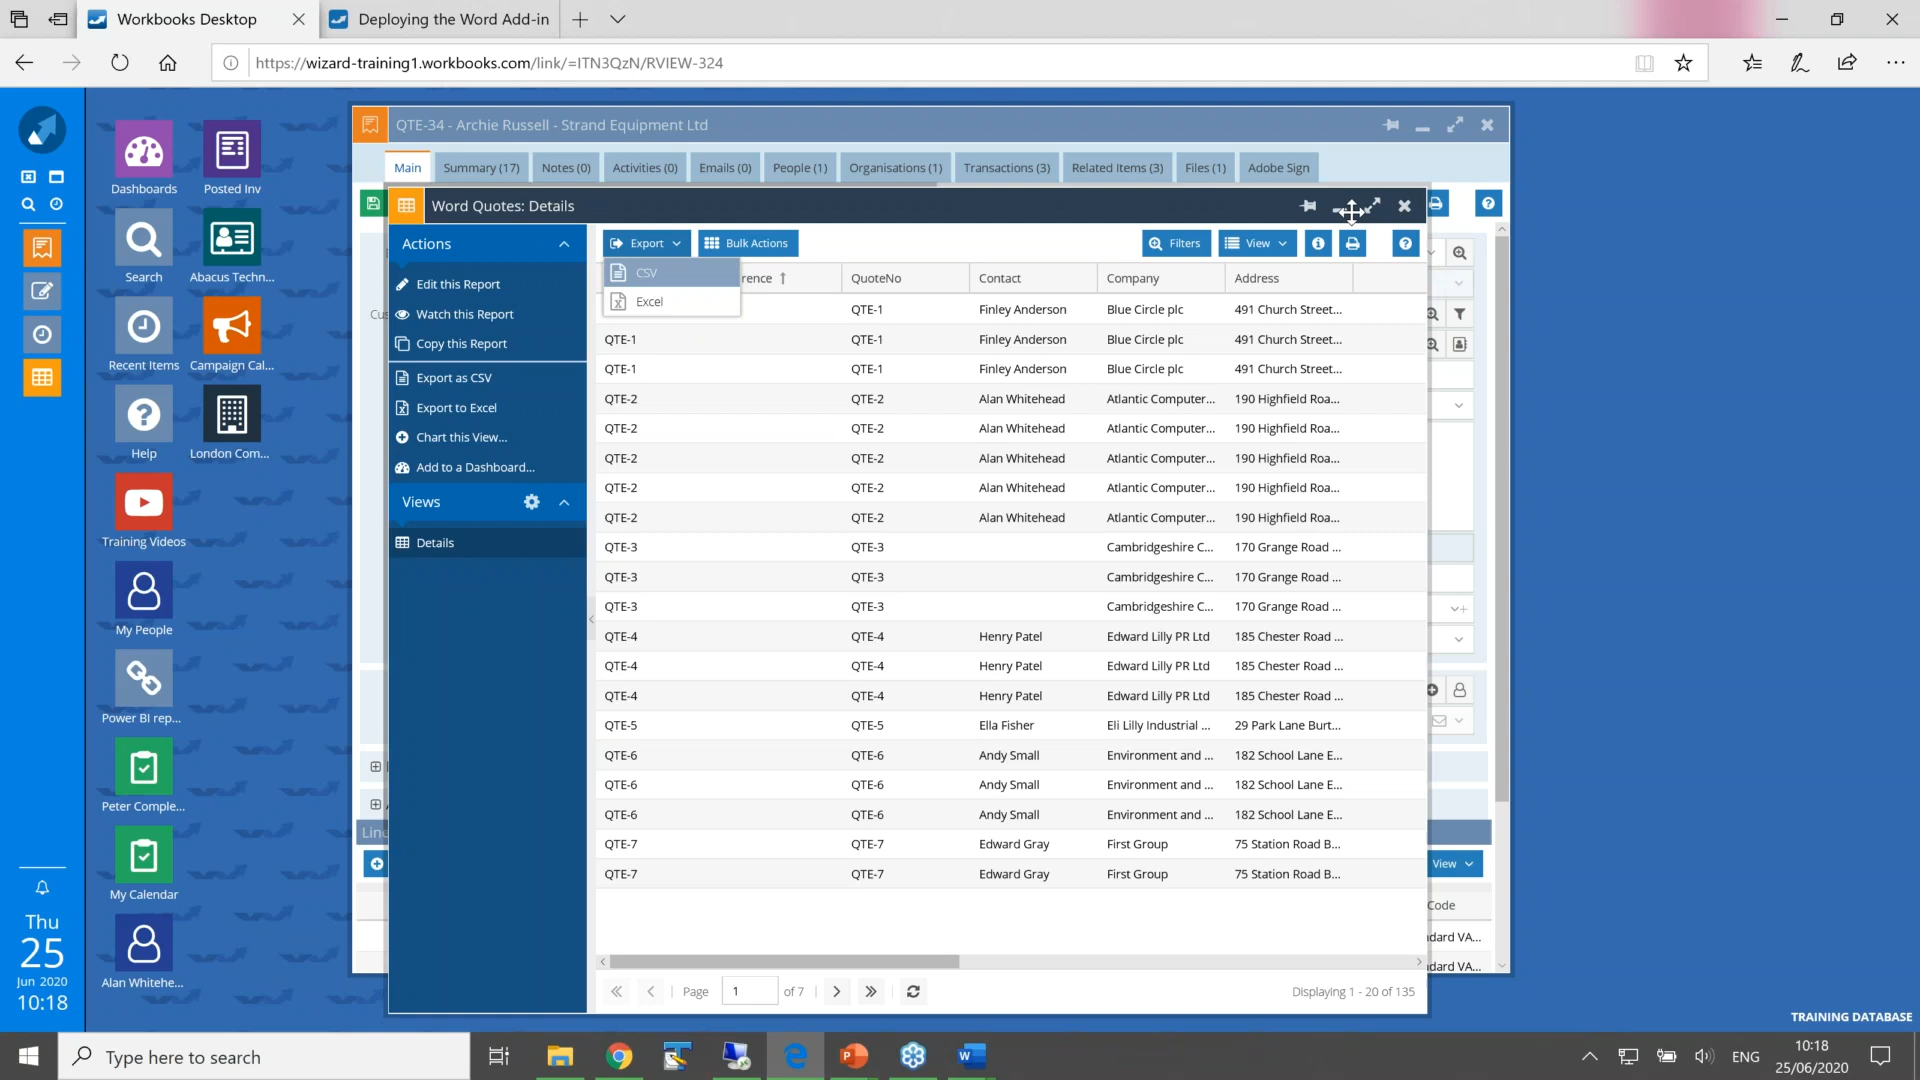 Workbooks Desktop
Deploying the Word Add-in
https://wizard-training1.workbooks.com/link/=ITN3QzN/RVIEW-324
Dashboards
Posted Inv
Search
Abacus Techn...
Recent Items
Campaign Cal...
Help
London Com...
Training Videos
My People
Power BI rep...
Peter Comple...
My Calendar
Alan Whitehe...
Thu
25
Jun 2020
10:18
QTE-34 - Archie Russell - Strand Equipment Ltd
Main
Summary (17)
Notes (0)
Activities (0)
Emails (0)
People (1)
Organisations (1)
Transactions (3)
Related Items (3)
Files (1)
Adobe Sign
Cus
Line
View
Code
dard VA...
dard VA...
Word Quotes: Details
Actions
Edit this Report
Watch this Report
Copy this Report
Export as CSV
Export to Excel
Chart this View...
Add to a Dashboard...
Views
Details
Export
Bulk Actions
Filters
View
CSV
Excel
rence QuoteNo Contact Company Address
QTE-1 Finley Anderson Blue Circle plc 491 Church Street...
QTE-1 QTE-1 Finley Anderson Blue Circle plc 491 Church Street...
QTE-1 QTE-1 Finley Anderson Blue Circle plc 491 Church Street...
QTE-2 QTE-2 Alan Whitehead Atlantic Computer... 190 Highfield Roa...
QTE-2 QTE-2 Alan Whitehead Atlantic Computer... 190 Highfield Roa...
QTE-2 QTE-2 Alan Whitehead Atlantic Computer... 190 Highfield Roa...
QTE-2 QTE-2 Alan Whitehead Atlantic Computer... 190 Highfield Roa...
QTE-2 QTE-2 Alan Whitehead Atlantic Computer... 190 Highfield Roa...
QTE-3 QTE-3 Cambridgeshire C... 170 Grange Road ...
QTE-3 QTE-3 Cambridgeshire C... 170 Grange Road ...
QTE-3 QTE-3 Cambridgeshire C... 170 Grange Road ...
QTE-4 QTE-4 Henry Patel Edward Lilly PR Ltd 185 Chester Road ...
QTE-4 QTE-4 Henry Patel Edward Lilly PR Ltd 185 Chester Road ...
QTE-4 QTE-4 Henry Patel Edward Lilly PR Ltd 185 Chester Road ...
QTE-5 QTE-5 Ella Fisher Eli Lilly Industrial ... 29 Park Lane Burt...
QTE-6 QTE-6 Andy Small Environment and ... 182 School Lane E...
QTE-6 QTE-6 Andy Small Environment and ... 182 School Lane E...
QTE-6 QTE-6 Andy Small Environment and ... 182 School Lane E...
QTE-7 QTE-7 Edward Gray First Group 75 Station Road B...
QTE-7 QTE-7 Edward Gray First Group 75 Station Road B...
Page 1 of 7
Displaying 1 - 20 of 135
TRAINING DATABASE
Type here to search
ENG
10:18
25/06/2020